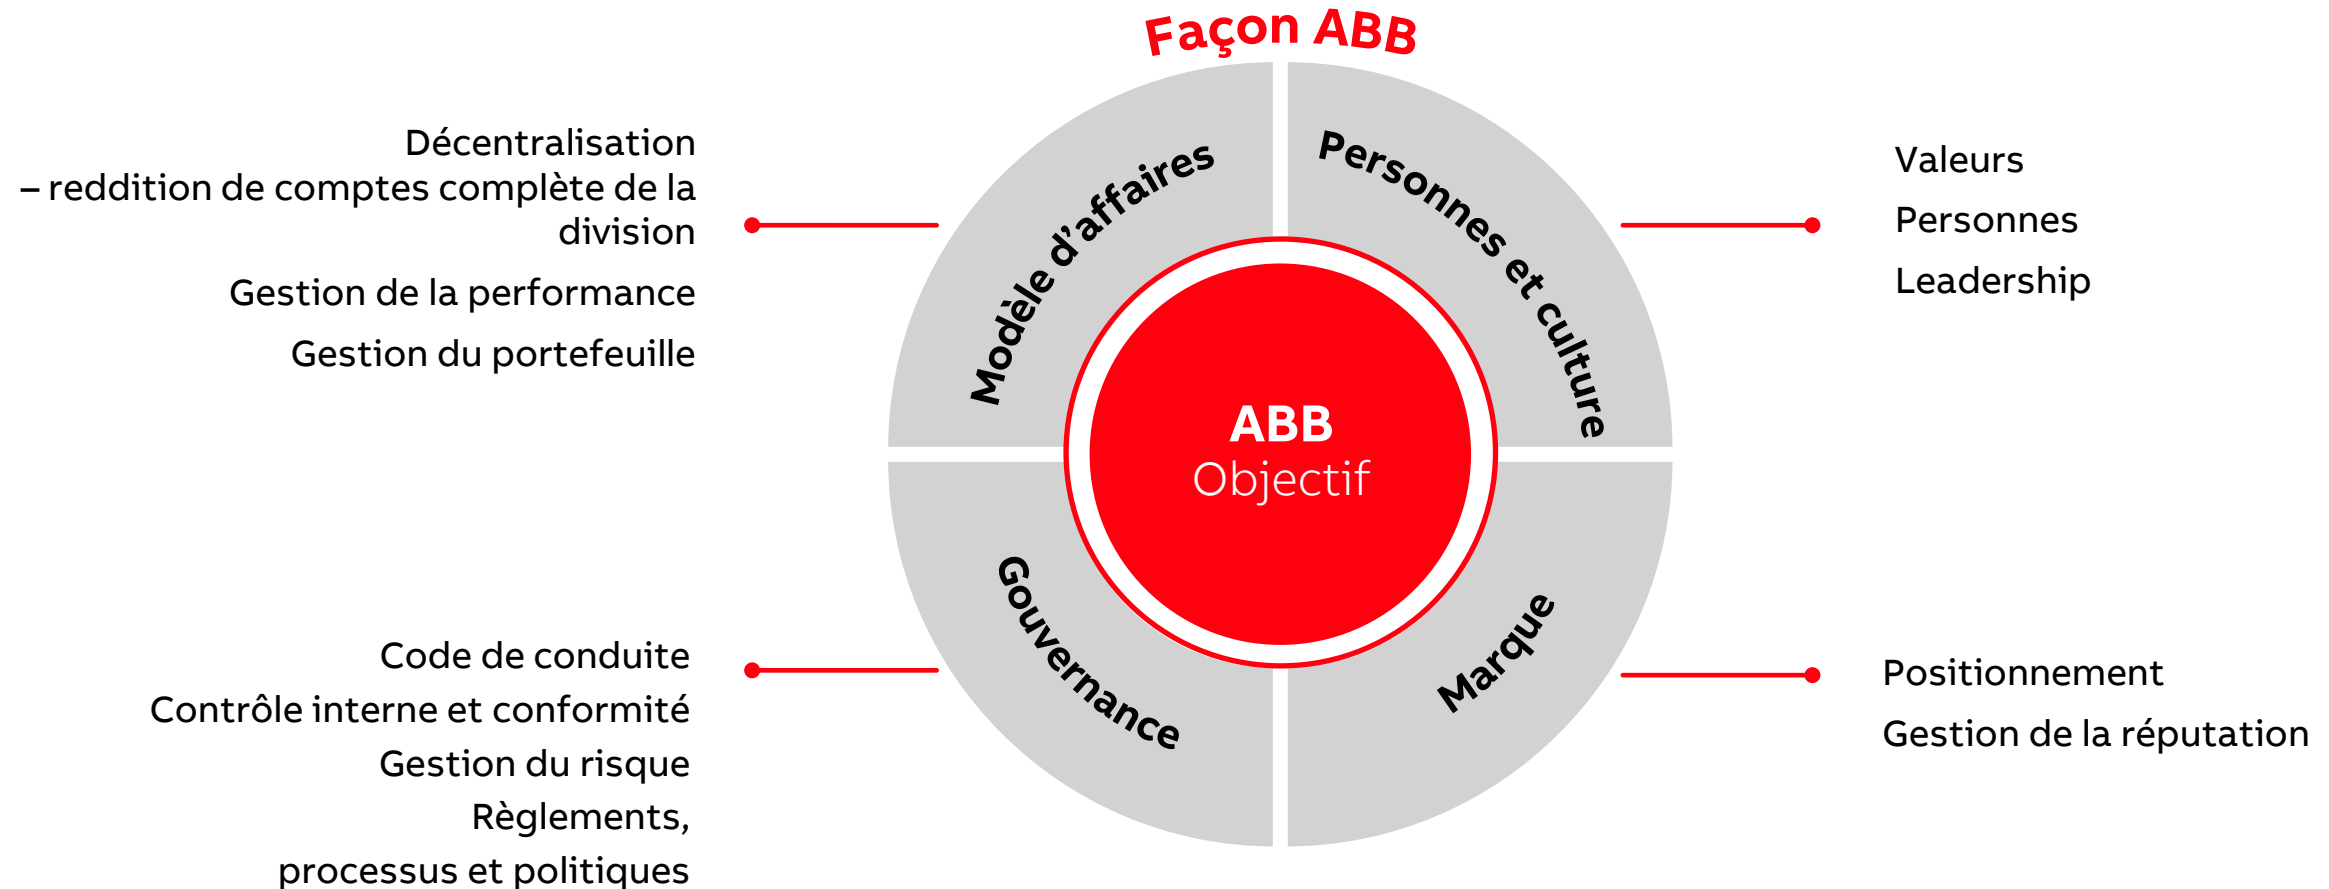 Façon ABB
Décentralisation
– reddition de comptes complète de la
division
Gestion de la performance
Gestion du portefeuille
Modèle d’affaires
Personnes et culture
Valeurs
Personnes
Leadership
ABB
Objectif
Code de conduite
Contrôle interne et conformité
Gestion du risque
Règlements,
processus et politiques
Gouvernance
Marque
Positionnement
Gestion de la réputation